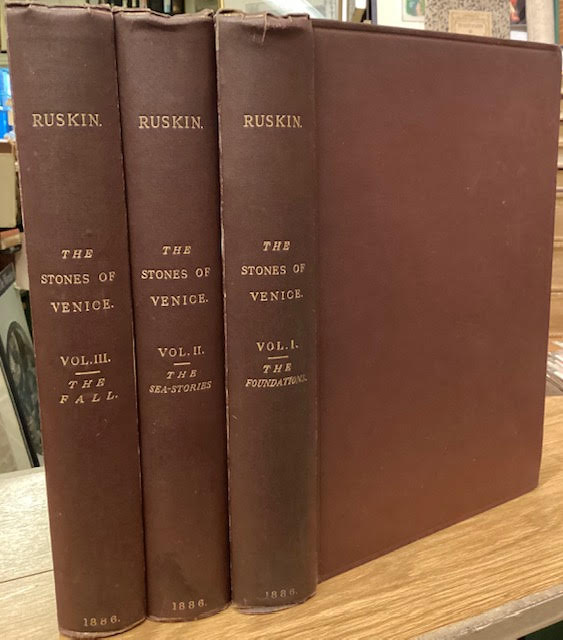 RUSKIN.
THE
STONES OF
VENICE.
VOL. III.
THE
FALL.
1886.
RUSKIN.
THE
STONES OF
VENICE.
VOL. II.
THE
SEA-STORIES
1886.
RUSKIN.
THE
STONES OF
VENICE.
VOL. I.
THE
FOUNDATIONS.
1886.